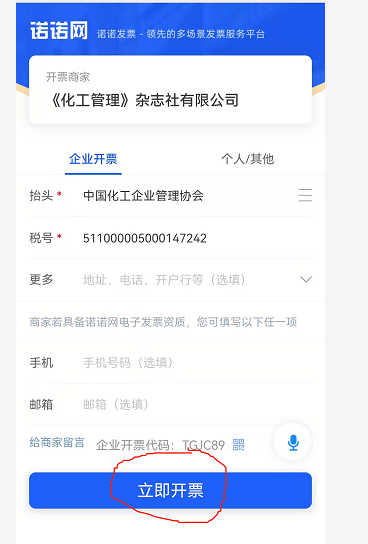 诺诺网 诺诺发票 - 领先的多场景发票服务平台
开票商家
《化工管理》杂志社有限公司
企业开票 个人/其他
抬头 * 中国化工企业管理协会
税号 * 511000005000147242
更多 地址、电话、开户行等（选填）
商家若具备诺诺网电子发票资质，您可填写以下任一项
手机 手机号码（选填）
邮箱 邮箱（选填）
给商家留言 企业开票代码：TGJC89
立即开票